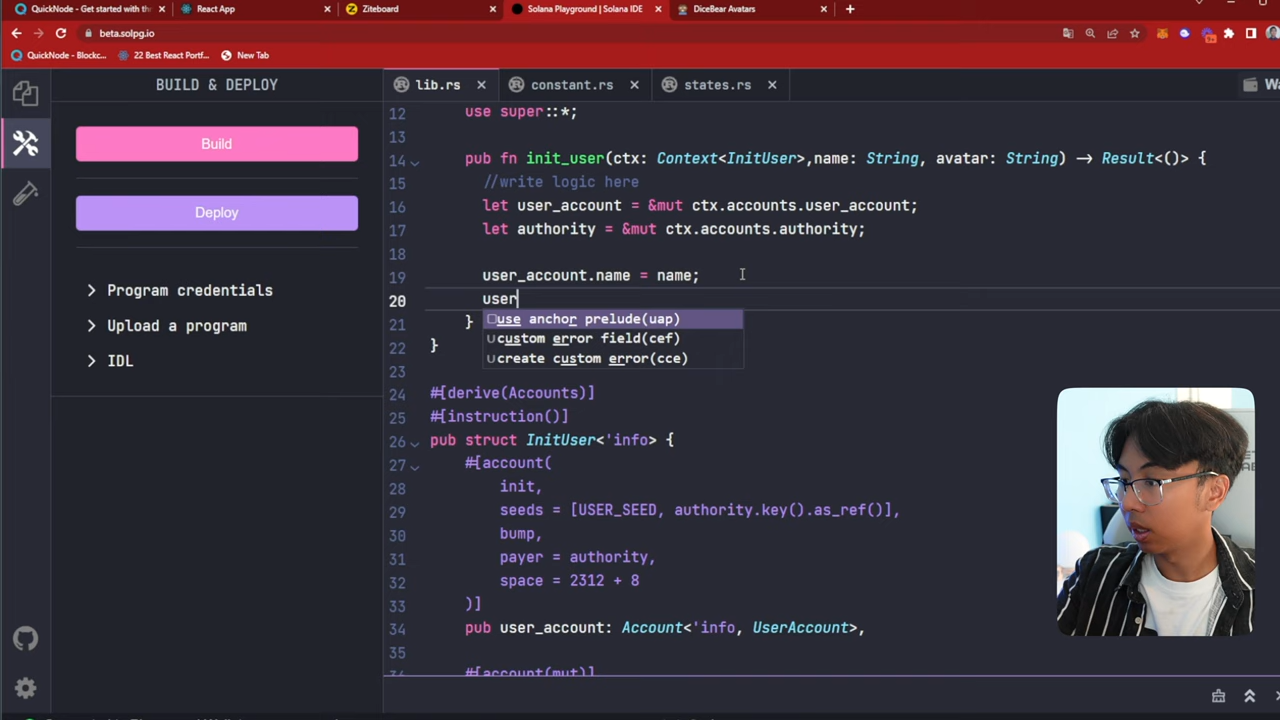 QuickNode - Get started with th
React App
Ziteboard
Solana Playground | Solana IDE
DiceBear Avatars
beta.solpg.io
QuickNode - Blockc...
22 Best React Portf...
New Tab
BUILD & DEPLOY
lib.rs
constant.rs
states.rs
Wa
Build
Deploy
Program credentials
Upload a program
IDL
12 use super::*;
13
14 pub fn init_user(ctx: Context<InitUser>,name: String, avatar: String) -> Result<()> {
15 //write logic here
16 let user_account = &mut ctx.accounts.user_account;
17 let authority = &mut ctx.accounts.authority;
18
19 user_account.name = name;
20 user
use anchor prelude(uap)
custom error field(cef)
create custom error(cce)
21 }
22 }
23
24 #[derive(Accounts)]
25 #[instruction()]
26 pub struct InitUser<'info> {
27 #[account(
28 init,
29 seeds = [USER_SEED, authority.key().as_ref()],
30 bump,
31 payer = authority,
32 space = 2312 + 8
33 )]
34 pub user_account: Account<'info, UserAccount>,
35
#[account(mut)]